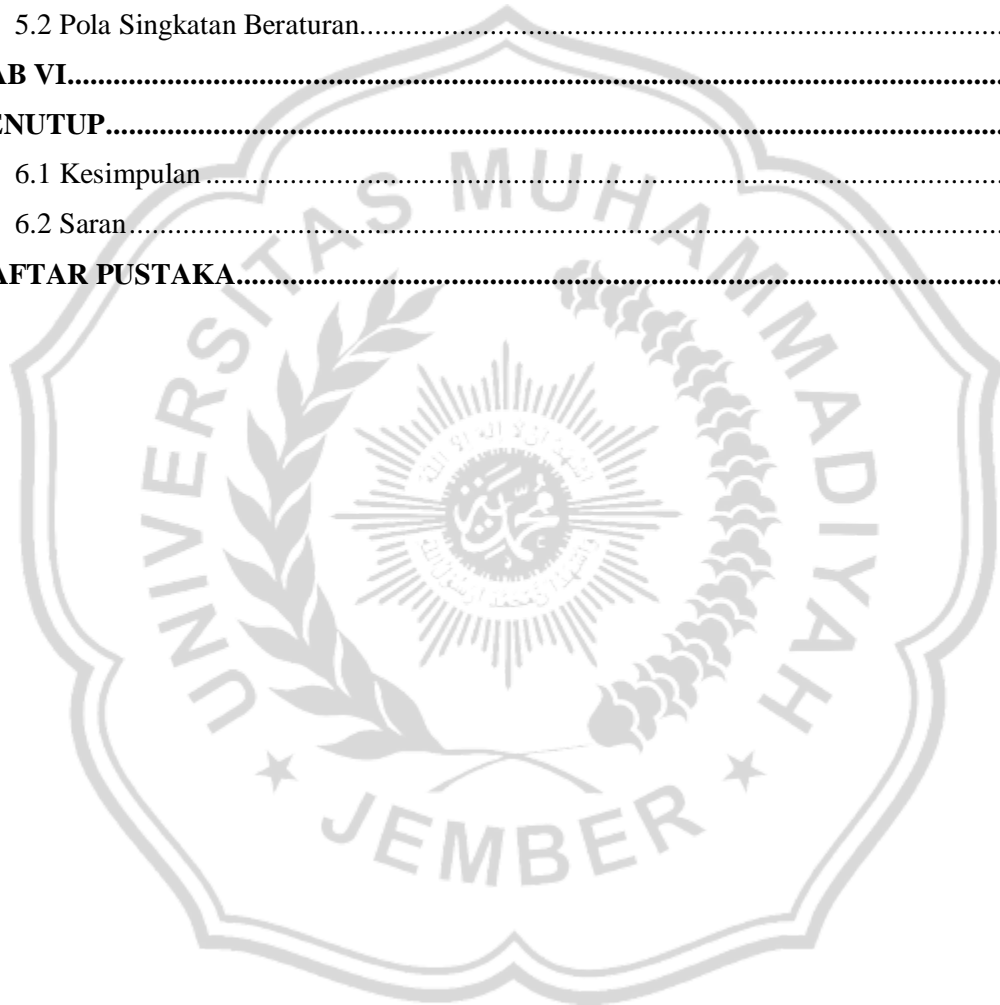 5.2 Pola Singkatan Beraturan..................................................................................
AB VI..........................................................................................................................
ENUTUP.....................................................................................................................
6.1 Kesimpulan........................................................................................................
6.2 Saran..................................................................................................................
AFTAR PUSTAKA....................................................................................................
UNIVERSITAS MUHAMMADIYAH
JEMBER